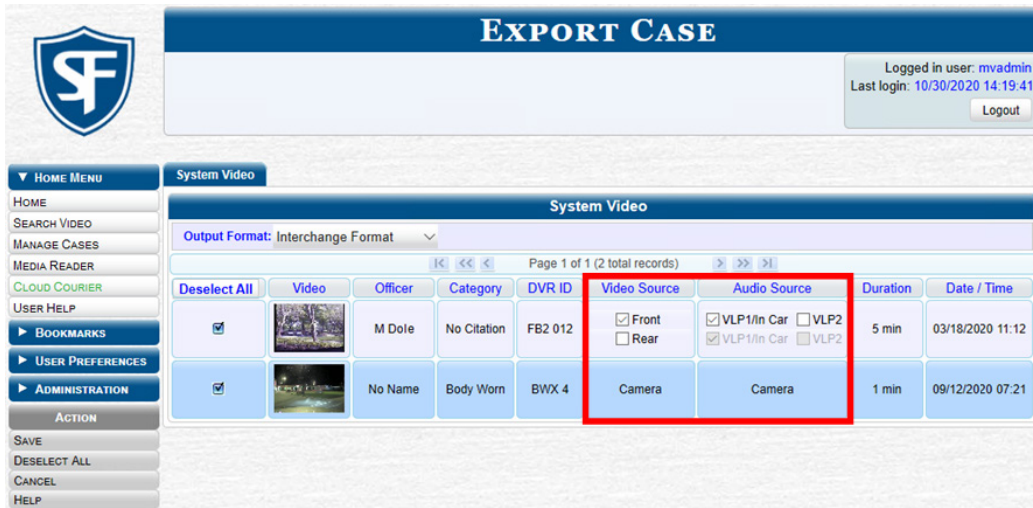 SF
EXPORT CASE
Logged in user: mvadmin
Last login: 10/30/2020 14:19:41
Logout
▼ HOME MENU
HOME
SEARCH VIDEO
MANAGE CASES
MEDIA READER
CLOUD COURIER
USER HELP
► BOOKMARKS
► USER PREFERENCES
► ADMINISTRATION
ACTION
SAVE
DESELECT ALL
CANCEL
HELP
System Video
System Video
Output Format: Interchange Format
Page 1 of 1 (2 total records)
Deselect All Video Officer Category DVR ID Video Source Audio Source Duration Date / Time
M Dole No Citation FB2 012 Front VLP1/In Car VLP2 5 min 03/18/2020 11:12
Rear VLP1/In Car VLP2
No Name Body Worn BWX 4 Camera Camera 1 min 09/12/2020 07:21